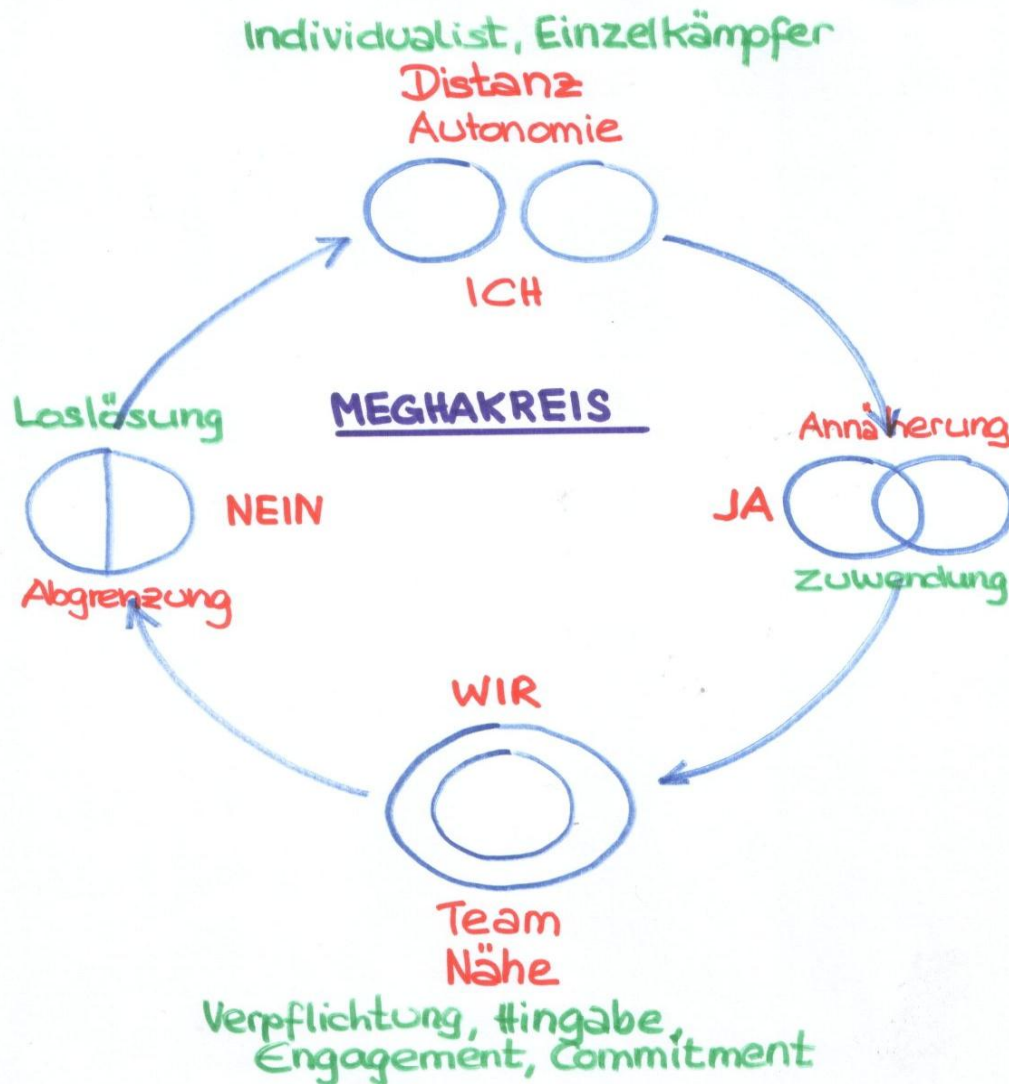 Individualist, Einzelkämpfer
Distanz
Autonomie
ICH
MEGHAKREIS
Loslösung
NEIN
Abgrenzung
Annäherung
JA
Zuwendung
WIR
Team
Nähe
Verpflichtung, Hingabe,
Engagement, Commitment